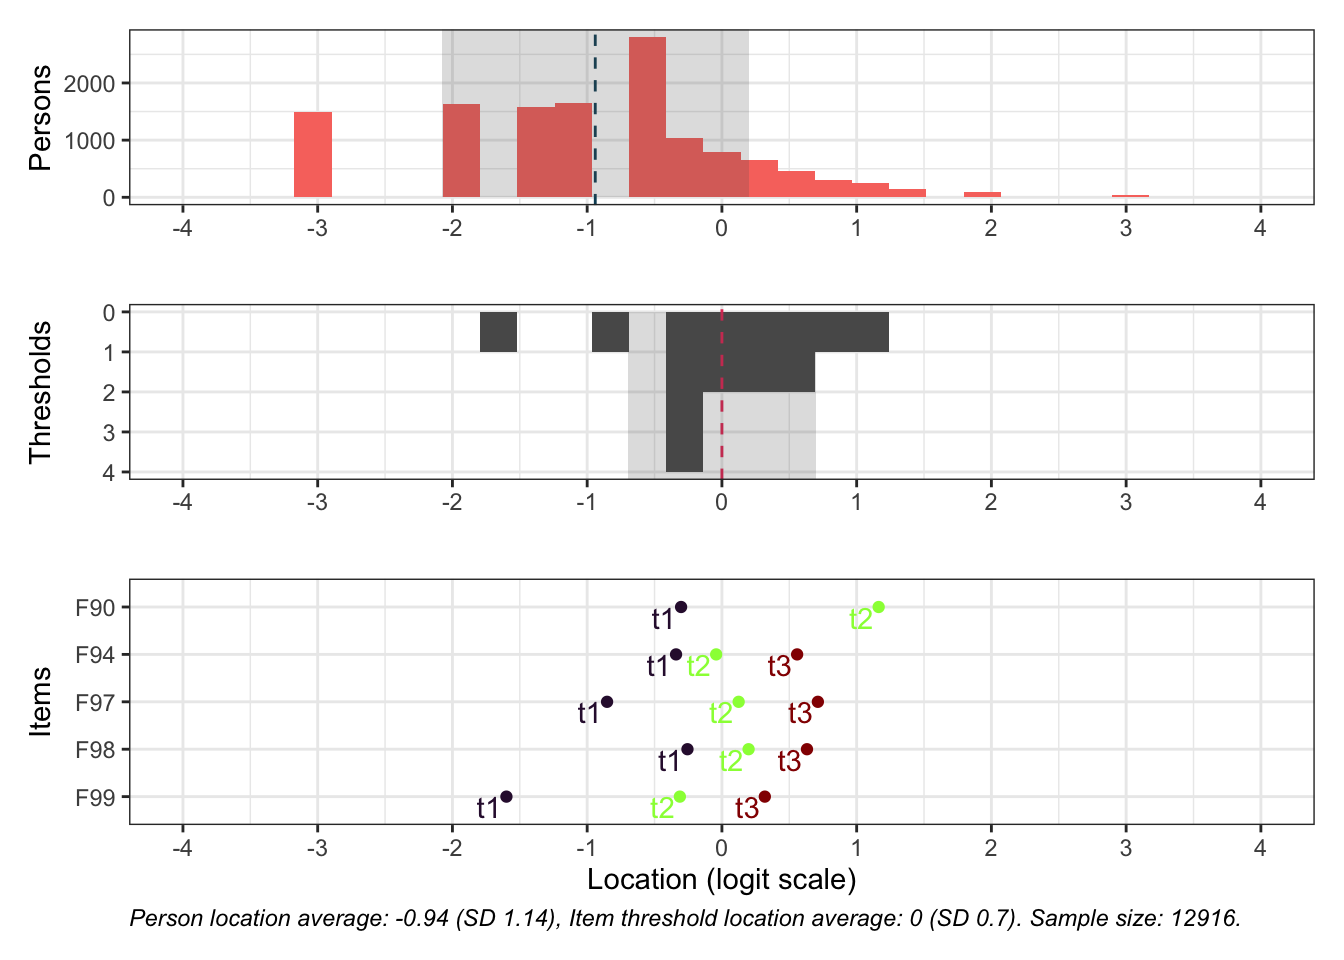 Persons
2000
1000
0
-4 -3 -2 -1 0 1 2 3 4
Thresholds
0
1
2
3
4
-4 -3 -2 -1 0 1 2 3 4
Items
F90 t1 t2
F94 t1 t2 t3
F97 t1 t2 t3
F98 t1 t2 t3
F99 t1 t2 t3
-4 -3 -2 -1 0 1 2 3 4
Location (logit scale)
Person location average: -0.94 (SD 1.14), Item threshold location average: 0 (SD 0.7). Sample size: 12916.